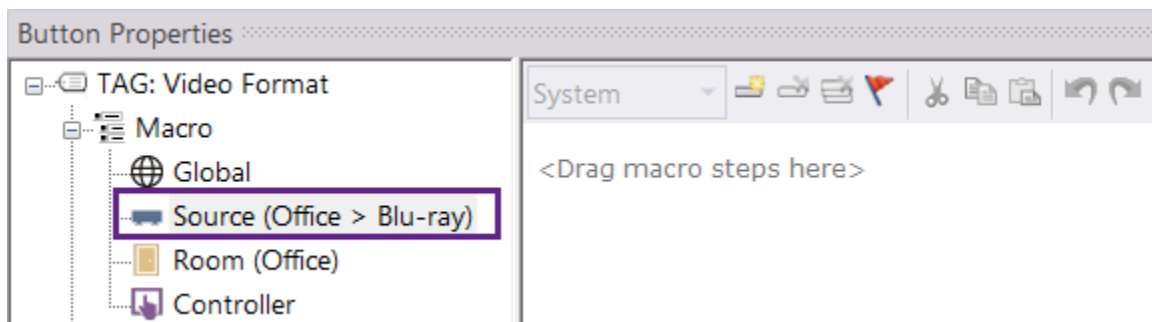 Button Properties
TAG: Video Format
Macro
Global
Source (Office > Blu-ray)
Room (Office)
Controller
System
<Drag macro steps here>